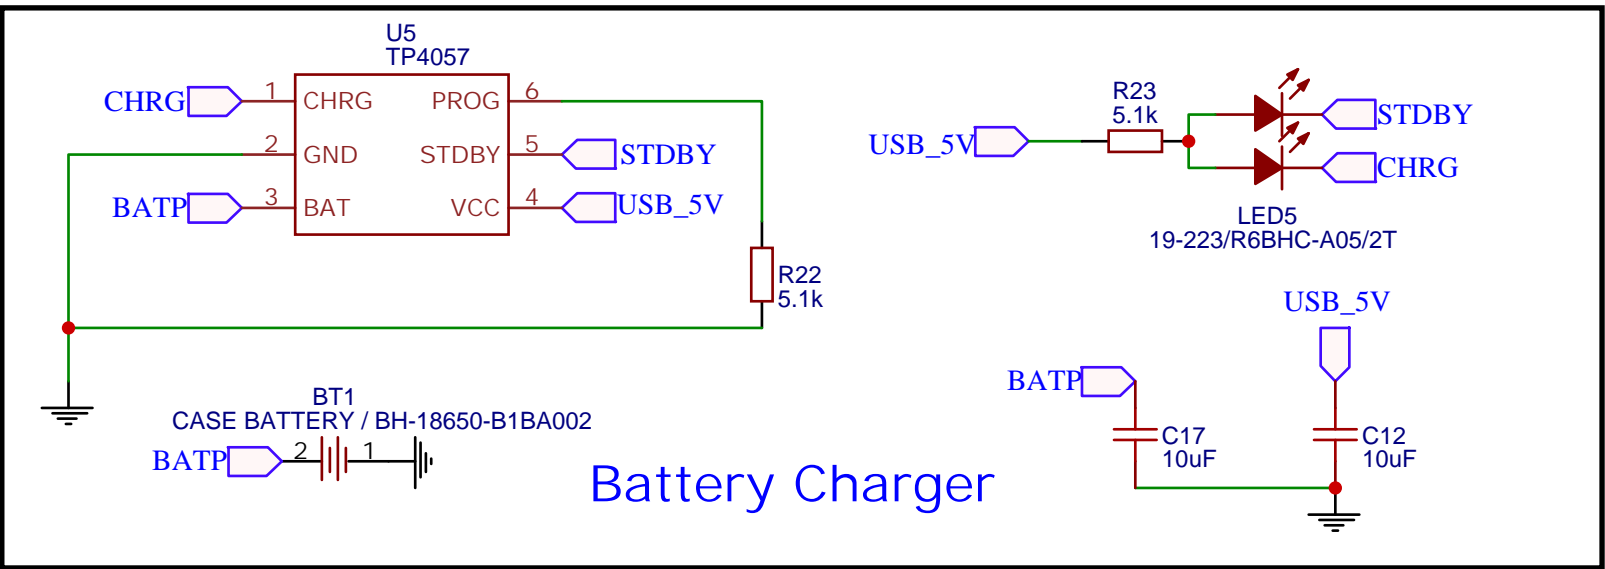 U5
TP4057
CHRG 1 CHRG PROG 6
2 GND STDBY 5 STDBY
BATP 3 BAT VCC 4 USB_5V
R22
5.1k
BT1
CASE BATTERY / BH-18650-B1BA002
BATP 2 1
Battery Charger
R23
5.1k
USB_5V
STDBY
CHRG
LED5
19-223/R6BHC-A05/2T
USB_5V
BATP
C17
10uF
C12
10uF